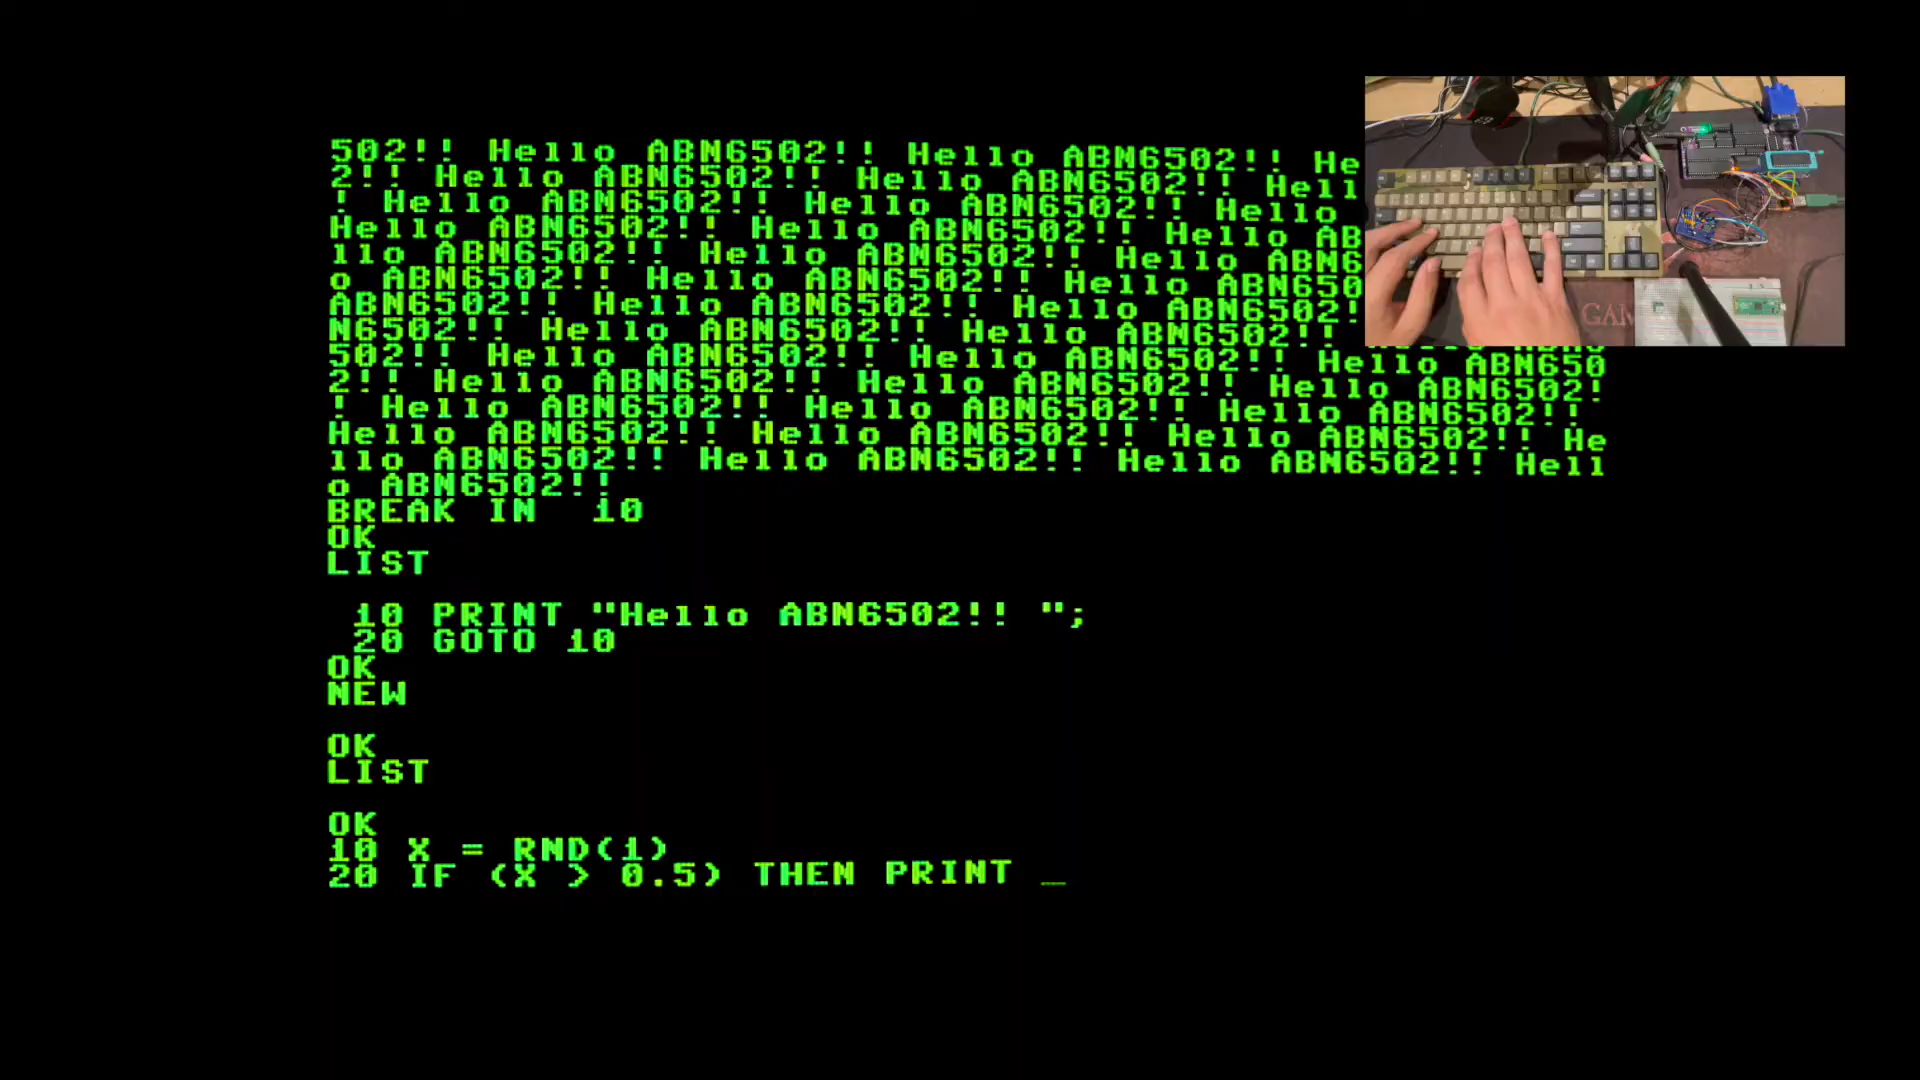 502!! Hello ABN6502!! Hello ABN6502!! He
2!! Hello ABN6502!! Hello ABN6502!! Hell
! Hello ABN6502!! Hello ABN6502!! Hello
Hello ABN6502!! Hello ABN6502!! Hello AB
llo ABN6502!! Hello ABN6502!! Hello ABN6
o ABN6502!! Hello ABN6502!! Hello ABN650
ABN6502!! Hello ABN6502!! Hello ABN6502!
N6502!! Hello ABN6502!! Hello ABN6502!!
502!! Hello ABN6502!! Hello ABN6502!! Hello ABN650
2!! Hello ABN6502!! Hello ABN6502!! Hello ABN6502!
! Hello ABN6502!! Hello ABN6502!! Hello ABN6502!!
Hello ABN6502!! Hello ABN6502!! Hello ABN6502!! He
llo ABN6502!! Hello ABN6502!! Hello ABN6502!! Hell
o ABN6502!!
BREAK IN  10
OK
LIST
10 PRINT "Hello ABN6502!! ";
20 GOTO 10
OK
NEW
OK
LIST
OK
10 X = RND(1)
20 IF (X > 0.5) THEN PRINT _
GAM